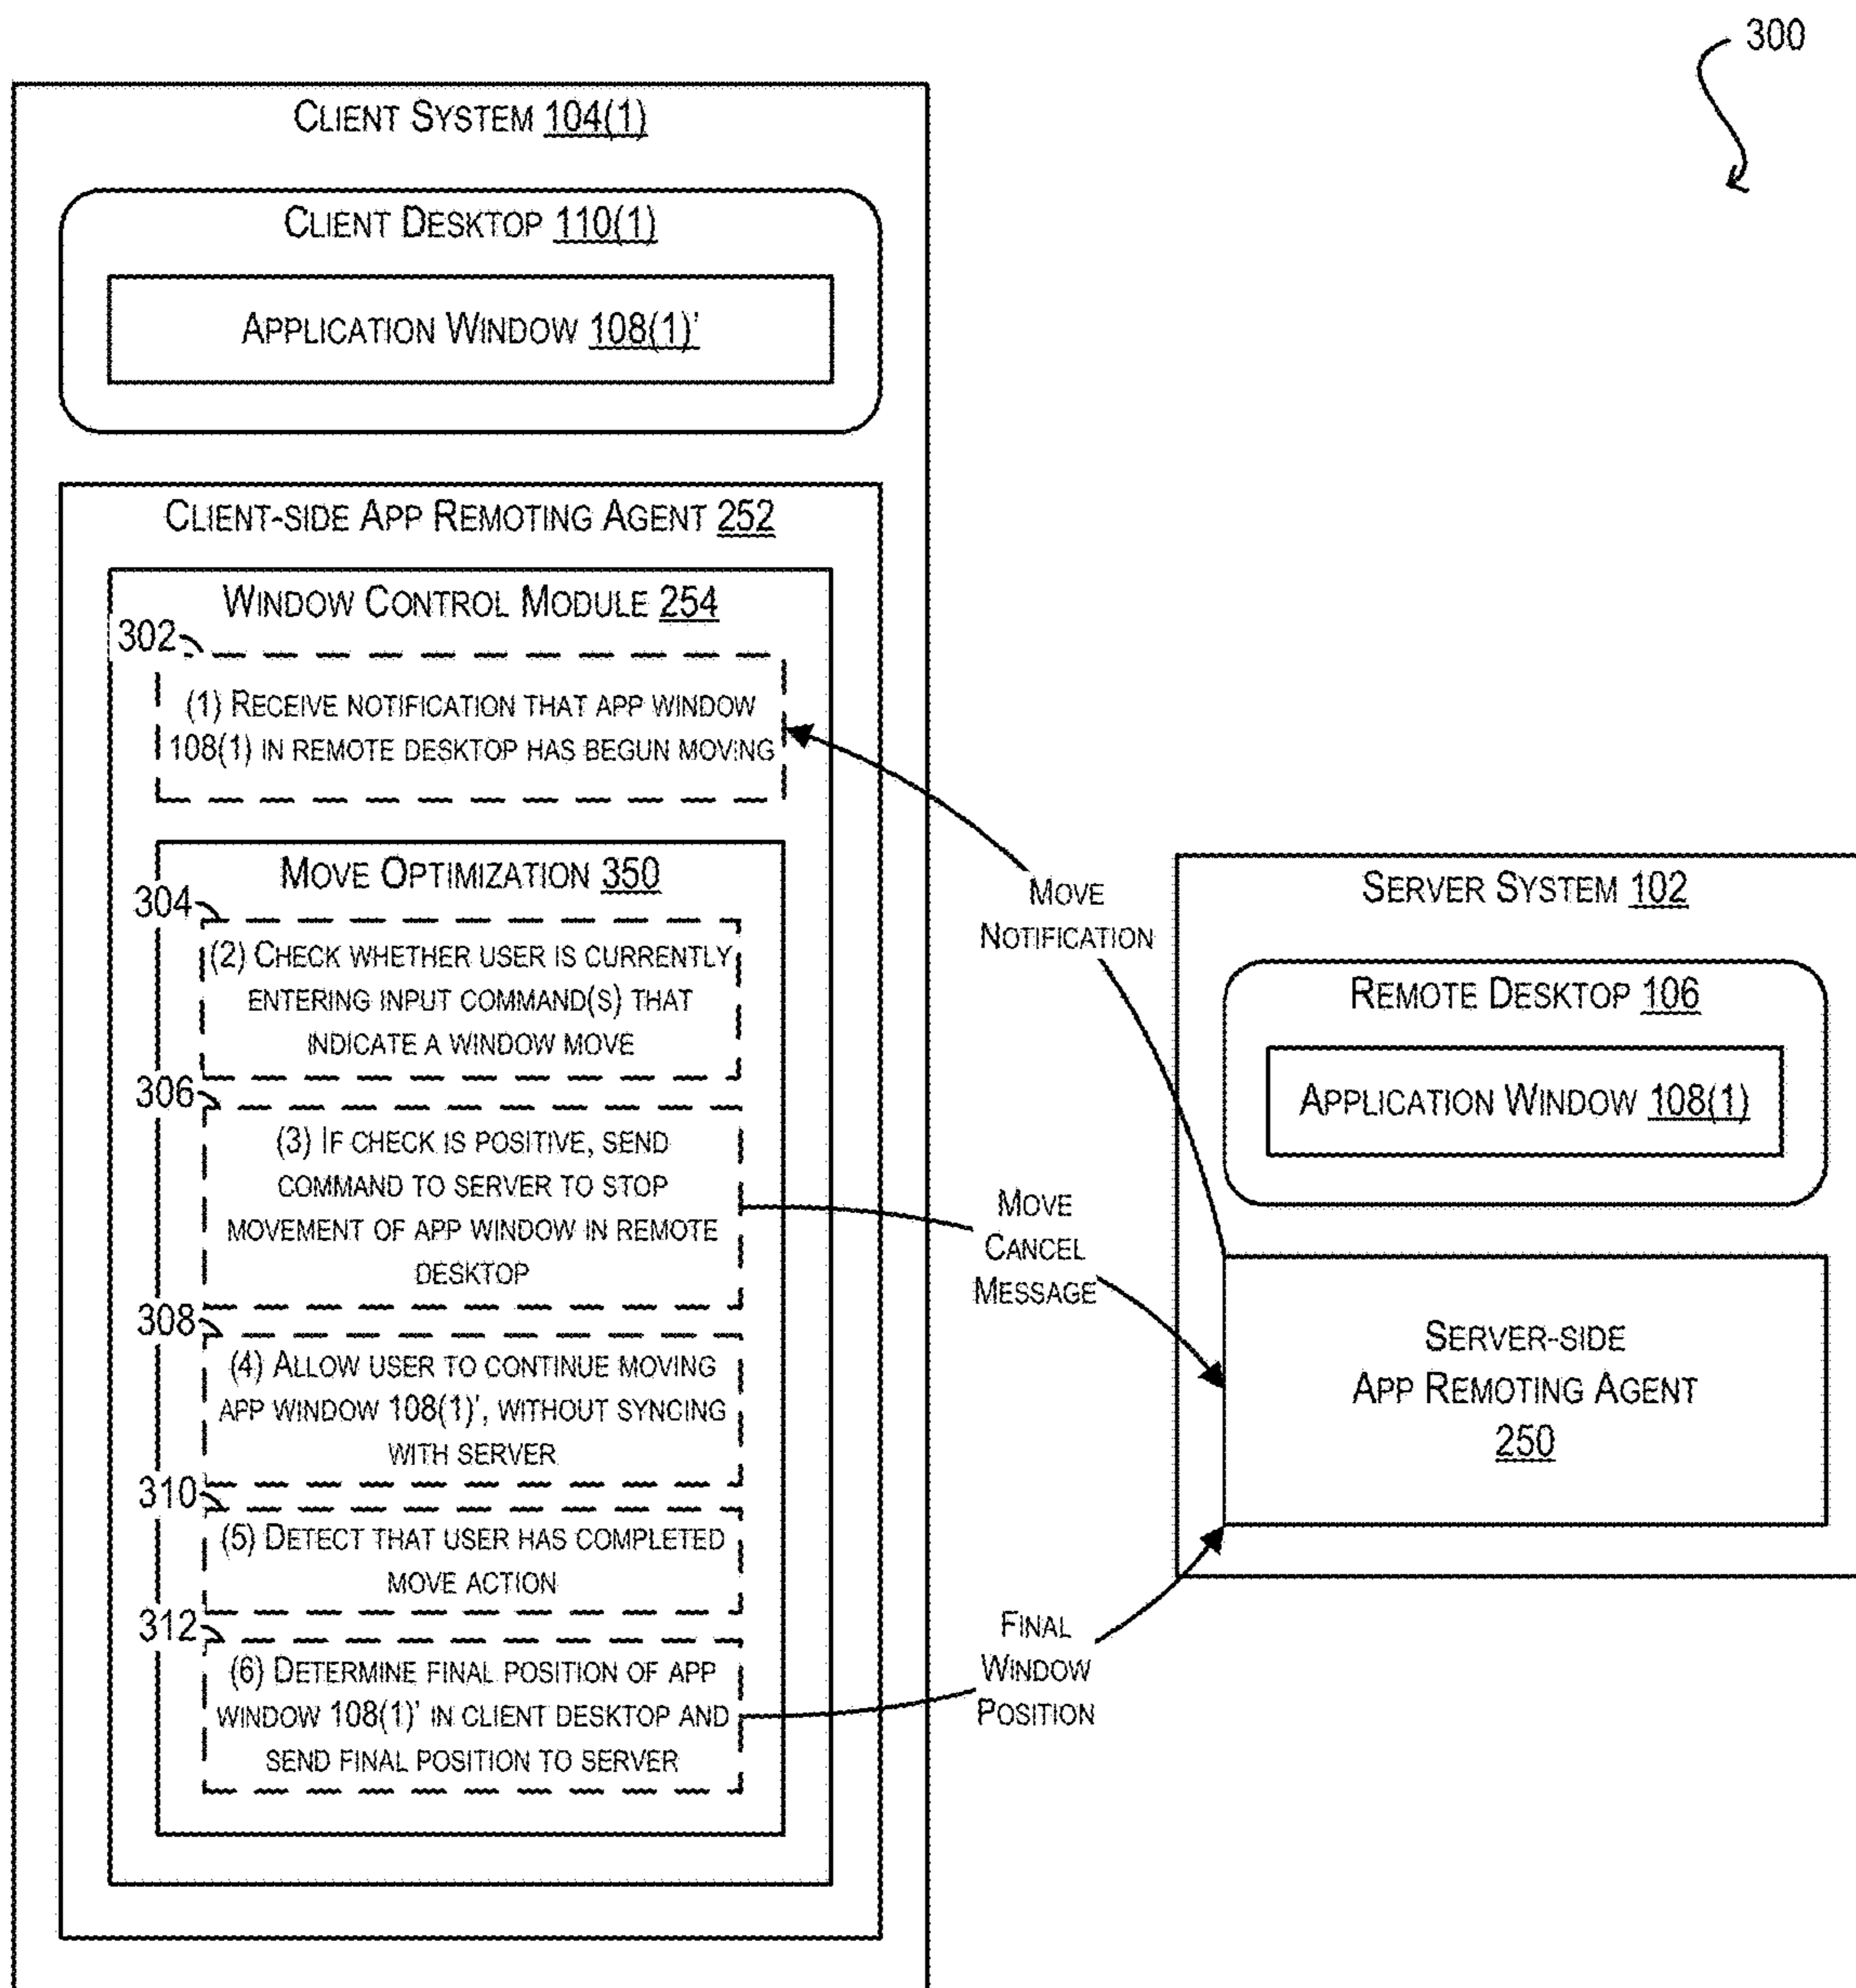 300
CLIENT SYSTEM 104(1)
CLIENT DESKTOP 110(1)
APPLICATION WINDOW 108(1)'
CLIENT-SIDE APP REMOTING AGENT 252
WINDOW CONTROL MODULE 254
302
(1) RECEIVE NOTIFICATION THAT APP WINDOW
108(1) IN REMOTE DESKTOP HAS BEGUN MOVING
MOVE OPTIMIZATION 350
304
(2) CHECK WHETHER USER IS CURRENTLY
ENTERING INPUT COMMAND(S) THAT
INDICATE A WINDOW MOVE
306
(3) IF CHECK IS POSITIVE, SEND
COMMAND TO SERVER TO STOP
MOVEMENT OF APP WINDOW IN REMOTE
DESKTOP
308
(4) ALLOW USER TO CONTINUE MOVING
APP WINDOW 108(1)', WITHOUT SYNCING
WITH SERVER
310
(5) DETECT THAT USER HAS COMPLETED
MOVE ACTION
312
(6) DETERMINE FINAL POSITION OF APP
WINDOW 108(1)' IN CLIENT DESKTOP AND
SEND FINAL POSITION TO SERVER
MOVE
NOTIFICATION
MOVE
CANCEL
MESSAGE
FINAL
WINDOW
POSITION
SERVER SYSTEM 102
REMOTE DESKTOP 106
APPLICATION WINDOW 108(1)
SERVER-SIDE
APP REMOTING AGENT
250